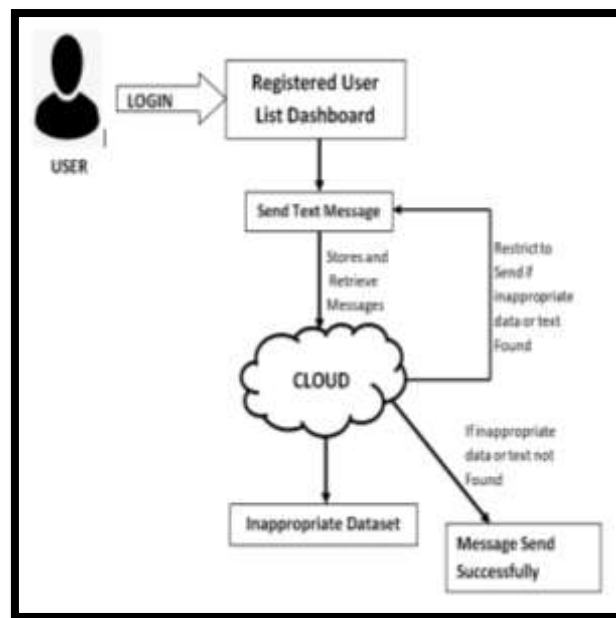 LOGIN
Registered User
List Dashboard
USER
Send Text Message
Stores and
Retrieve
Messages
Restrict to
Send if
inappropriate
data or text
Found
CLOUD
If inappropriate
data or text not
Found
Inappropriate Dataset
Message Send
Successfully